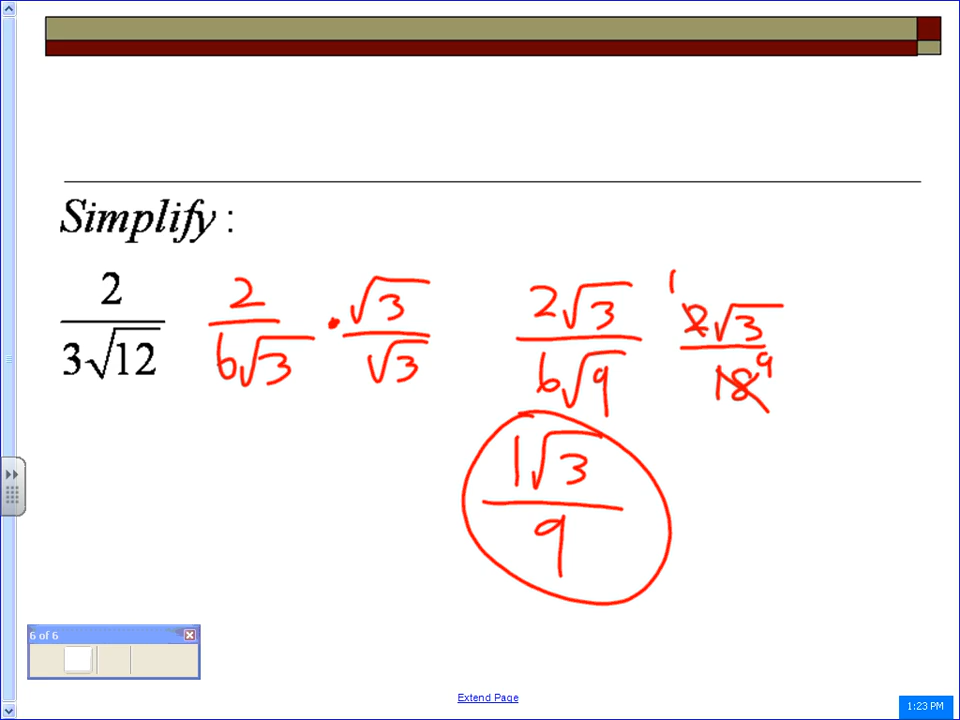 Simplify :
2 / 3√12
2 / 6√3 · √3 / √3
2√3 / 6√9
1
2√3 / 18 9
1√3 / 9
6 of 6
Extend Page
1:23 PM